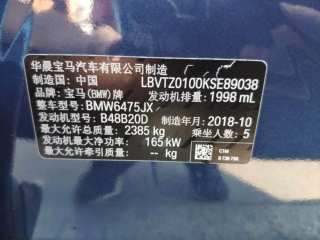 华晨宝马汽车有限公司制造
制造国: 中国 LBVTZ0100KSE89038
品牌: 宝马(BMW)牌 发动机排量: 1998 mL
整车型号: BMW6475JX
发动机型号: B48B20D 制造年月: 2018-10
最大允许总质量: 2385 kg 乘坐人数: 5
发动机最大净功率: 165 kW
最大允许牵引质量: -- kg
C1M